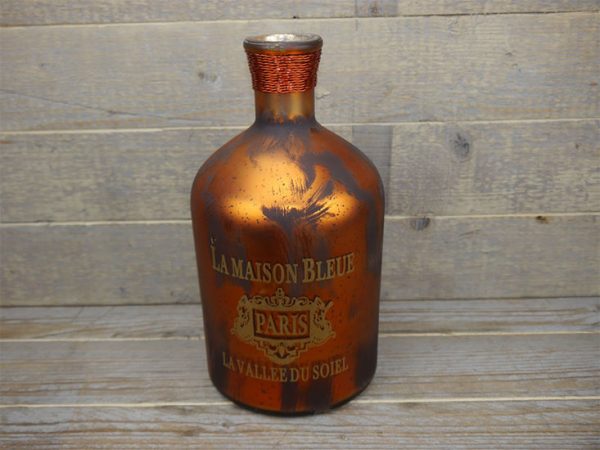 LA MAISON BLEUE
PARIS
LA VALLEE DU SOIEL